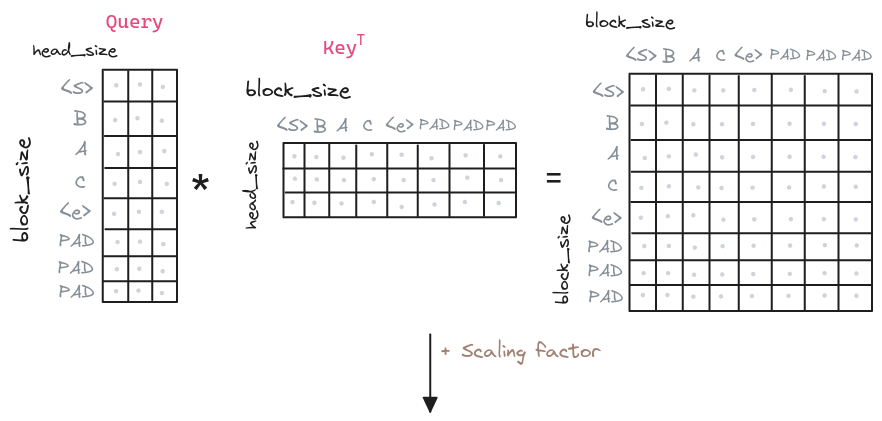 Query
head_size
<S>
B
A
C
<e>
PAD
PAD
PAD
block_size
*
Key^T
block_size
<S> B A C <e> PAD PAD PAD
head_size
=
block_size
<S> B A C <e> PAD PAD PAD
<S>
B
A
C
<e>
PAD
PAD
PAD
block_size
+ Scaling factor